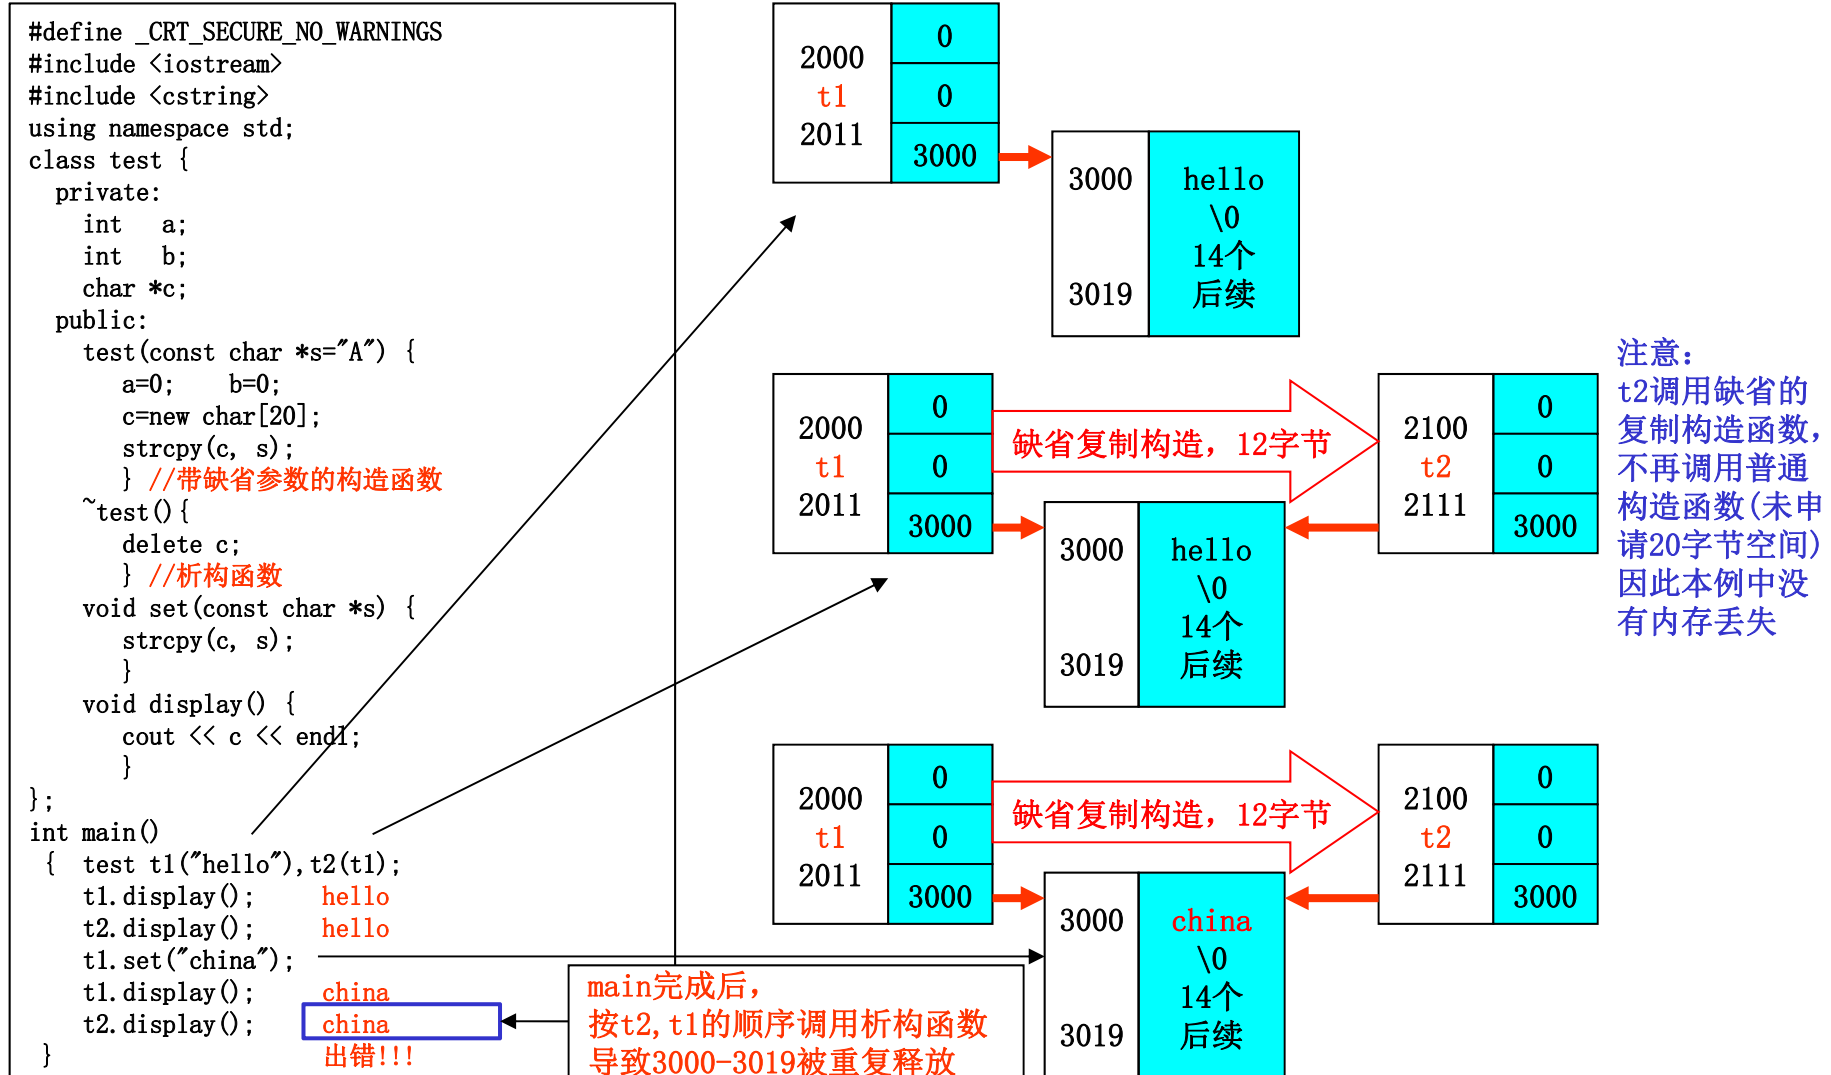 #define _CRT_SECURE_NO_WARNINGS
#include <iostream>
#include <cstring>
using namespace std;
class test {
private:
int a;
int b;
char *c;
public:
test(const char *s="A") {
a=0; b=0;
c=new char[20];
strcpy(c, s);
} //带缺省参数的构造函数
~test(){
delete c;
} //析构函数
void set(const char *s) {
strcpy(c, s);
}
void display() {
cout << c << endl;
}
};
int main()
{ test t1("hello"),t2(t1);
t1.display(); hello
t2.display(); hello
t1.set("china");
t1.display(); china
t2.display(); china
} 出错!!!
main完成后，
按t2,t1的顺序调用析构函数
导致3000-3019被重复释放
2000
t1
2011
0
0
3000
3000
3019
hello
\0
14个
后续
2000
t1
2011
0
0
3000
缺省复制构造，12字节
2100
t2
2111
0
0
3000
3000
3019
hello
\0
14个
后续
注意：
t2调用缺省的
复制构造函数，
不再调用普通
构造函数(未申
请20字节空间)
因此本例中没
有内存丢失
2000
t1
2011
0
0
3000
缺省复制构造，12字节
2100
t2
2111
0
0
3000
3000
3019
china
\0
14个
后续